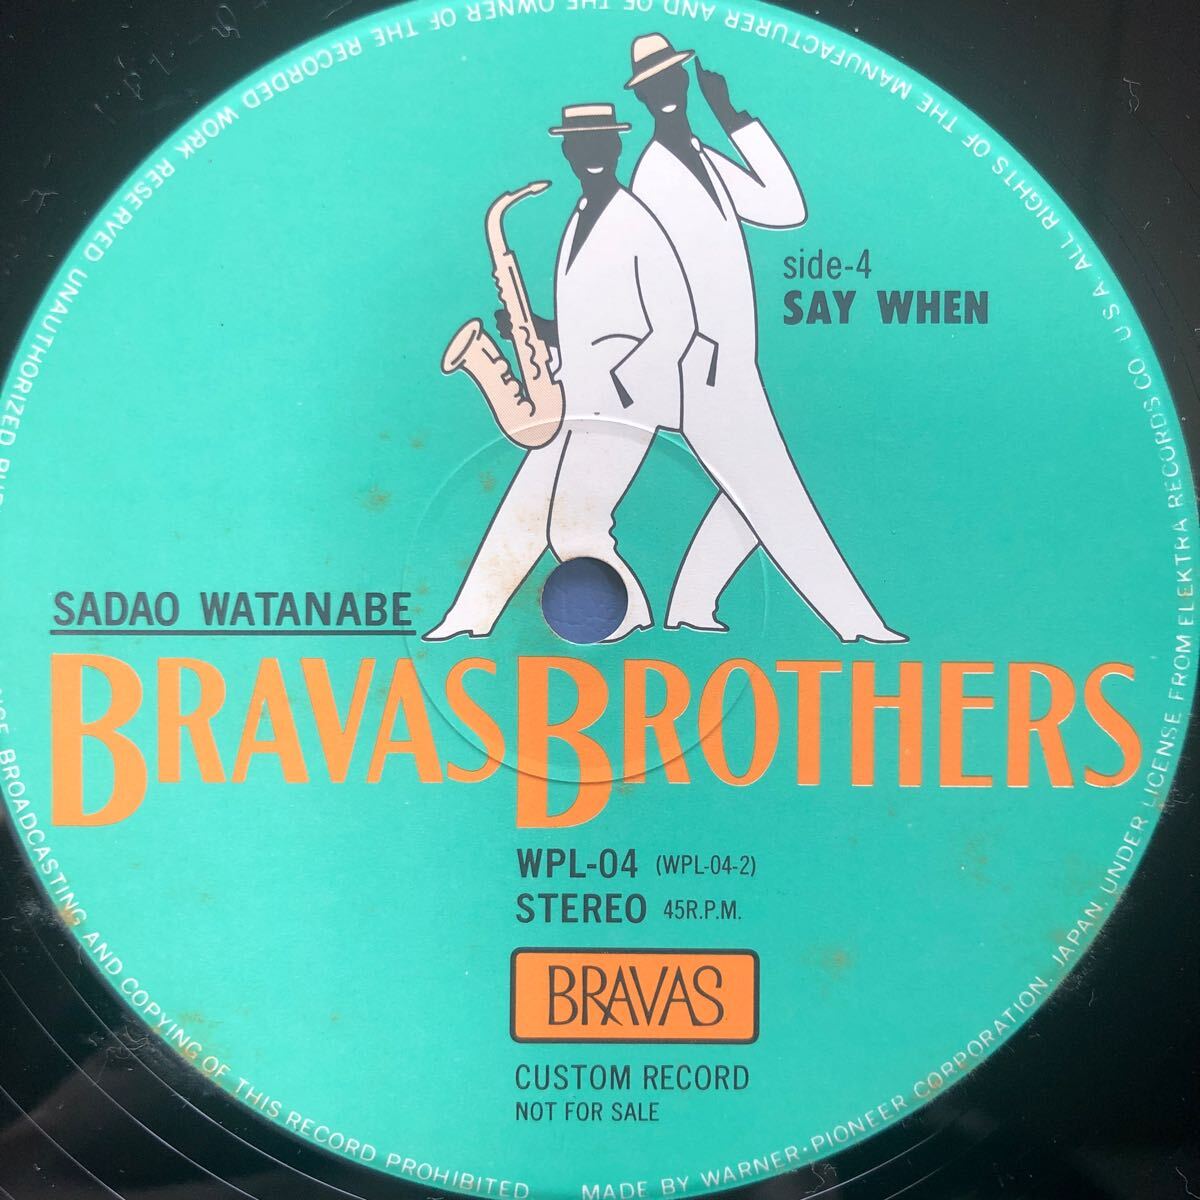 side-4
SAY WHEN
SADAO WATANABE
BRAVAS BROTHERS
WPL-04 (WPL-04-2)
STEREO 45R.P.M.
BRAVAS
CUSTOM RECORD
NOT FOR SALE
MADE BY WARNER·PIONEER CORPORATION, JAPAN, UNDER LICENSE FROM ELEKTRA RECORDS.CO U S A. ALL RIGHTS OF THE MANUFACTURER AND OF THE OWNER OF THE RECORDED WORK RESERVED UNAUTHORIZED
BROADCASTING AND COPYING OF THIS RECORD PROHIBITED